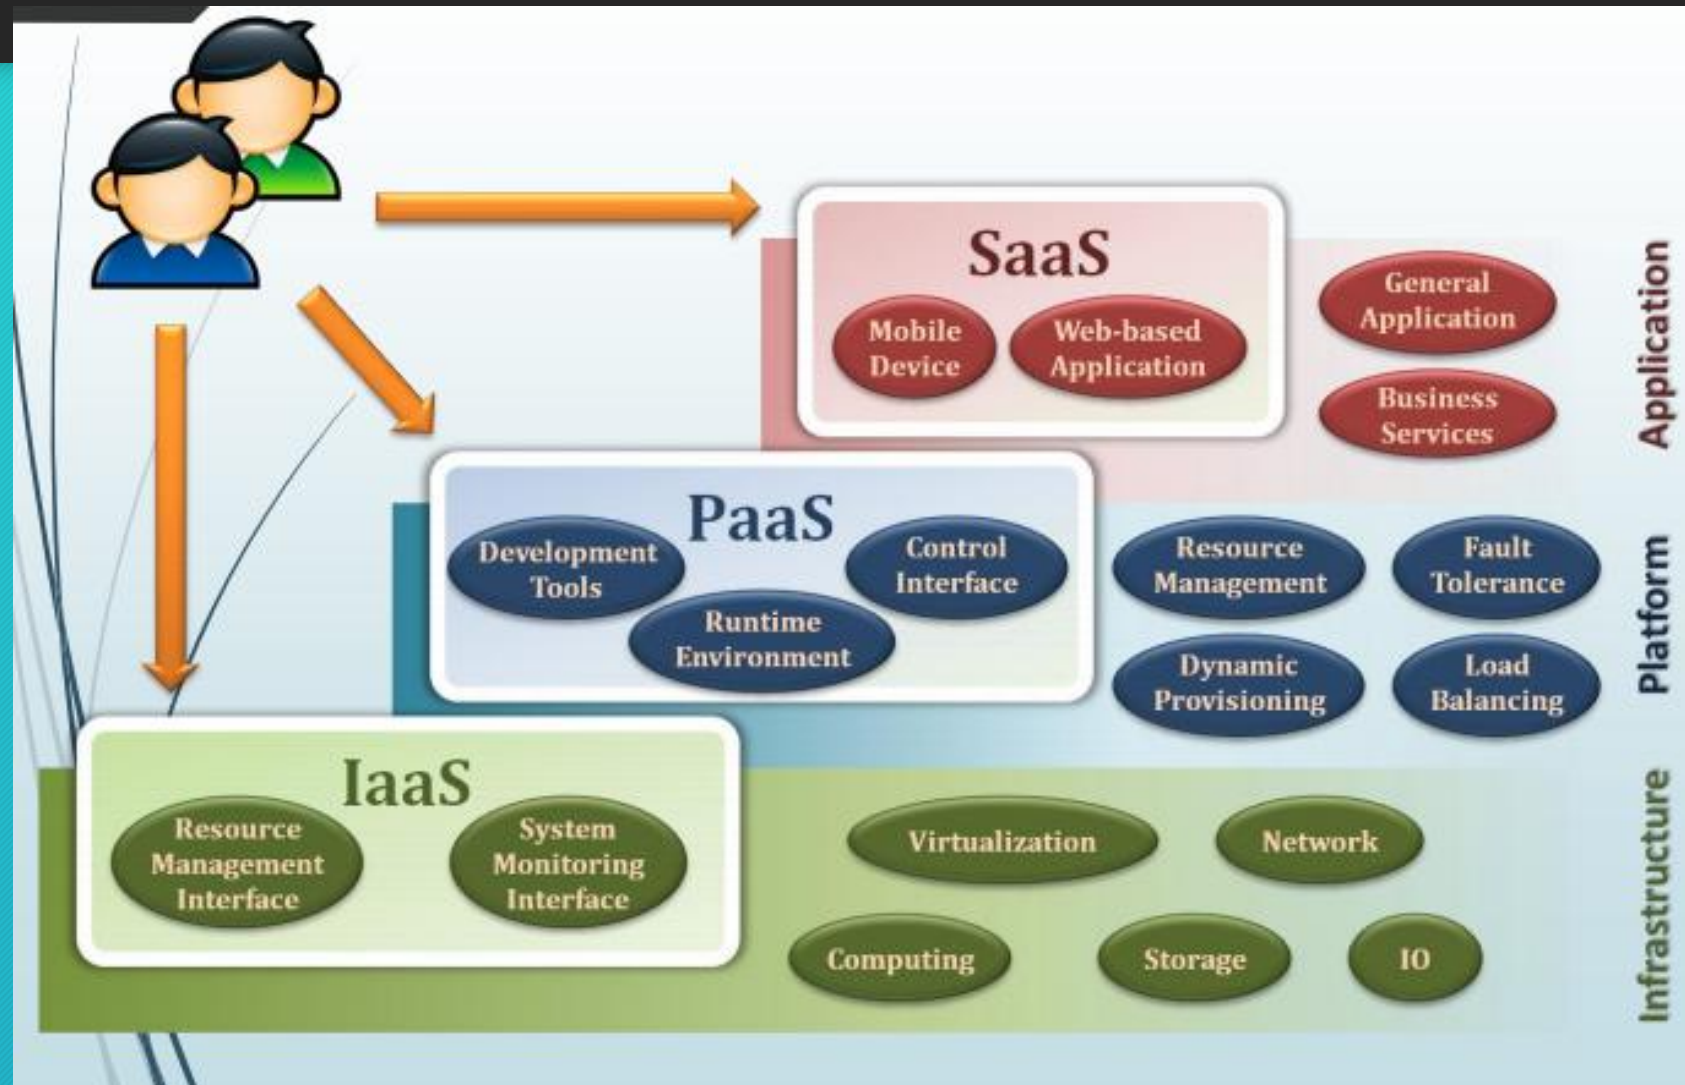 SaaS
Mobile
Device
Web-based
Application
General
Application
Business
Services
Application
PaaS
Development
Tools
Runtime
Environment
Control
Interface
Resource
Management
Fault
Tolerance
Dynamic
Provisioning
Load
Balancing
Platform
IaaS
Resource
Management
Interface
System
Monitoring
Interface
Virtualization
Network
Computing
Storage
IO
Infrastructure